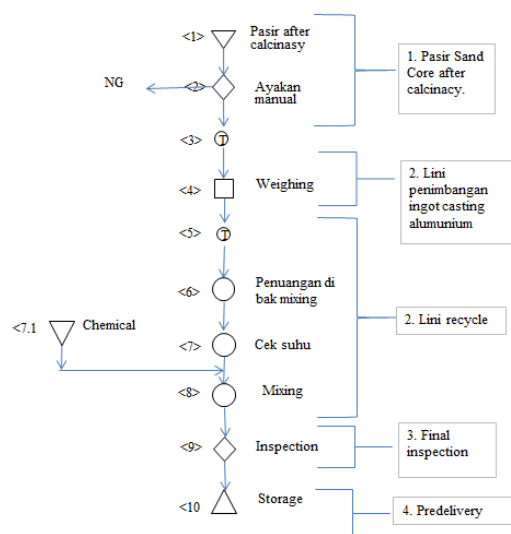 <1>
Pasir after
calcinasy
NG
<2>
Ayakan
manual
1. Pasir Sand
Core after
calcinacy.
<3>
T
<4>
Weighing
2. Lini
penimbangan
ingot casting
alumunium
<5>
T
<6>
Penuangan di
bak mixing
<7.1
Chemical
<7>
Cek suhu
2. Lini recycle
<8>
Mixing
<9>
Inspection
3. Final
inspection
<10
Storage
4. Predelivery